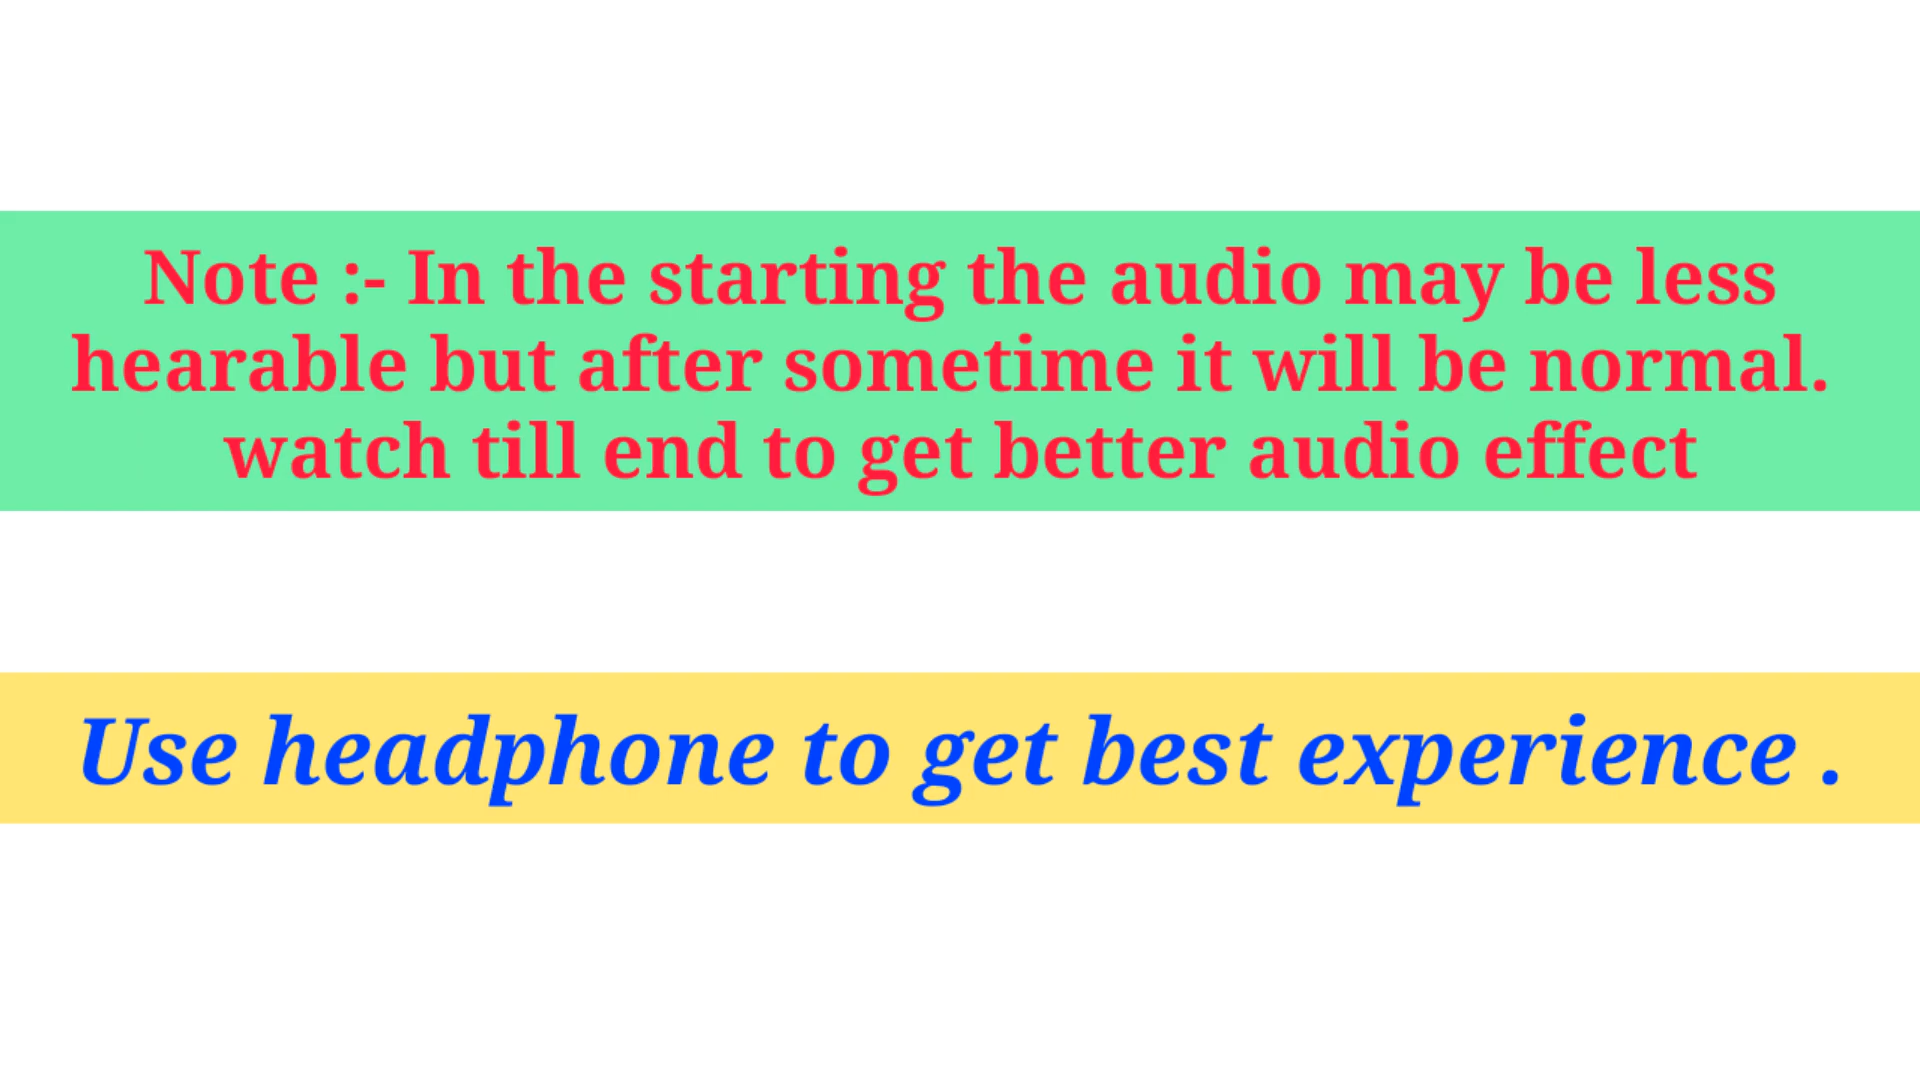 Note :- In the starting the audio may be less
hearable but after sometime it will be normal.
watch till end to get better audio effect
Use headphone to get best experience .